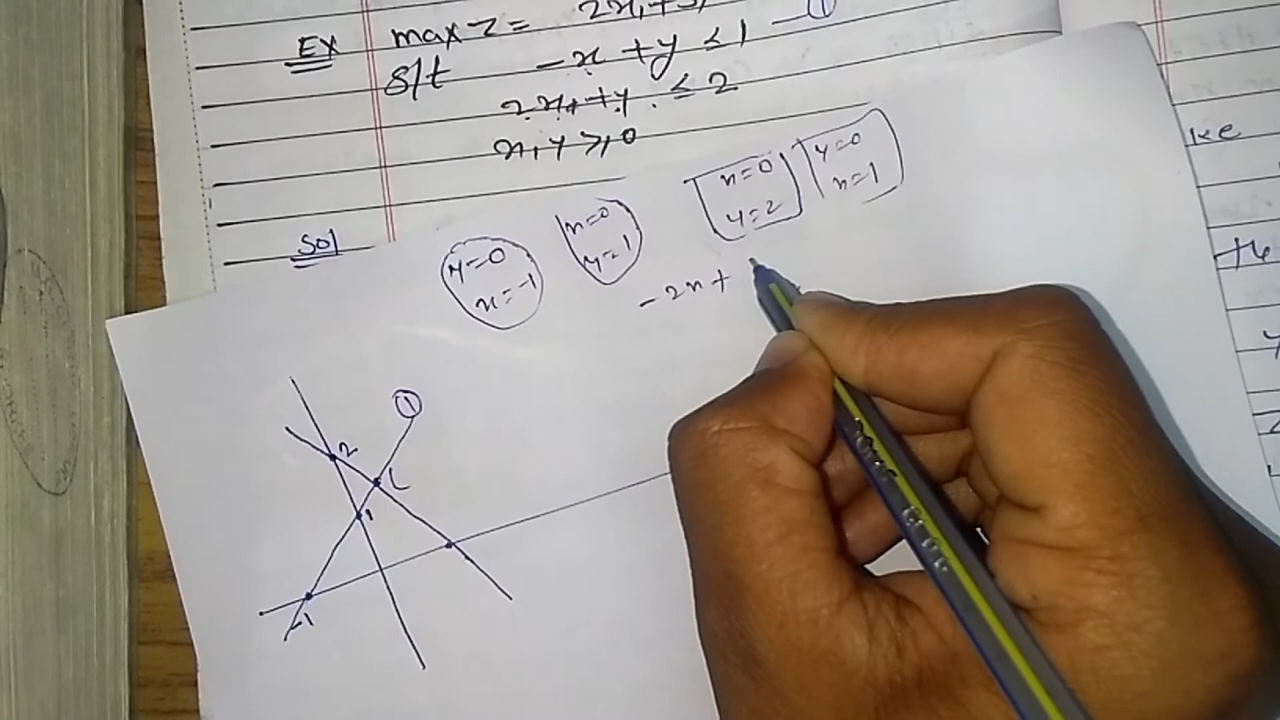 EX max Z = 2x₁+3
s/t -x + y ≤ 1 -①
2x₁+y ≤ 2
x, y ≥, 0
Sol
y=0
x=-1
x=0
y=1
x=0
y=2
y=0
x=1
-2x+
①
2
L
1
-1
ke